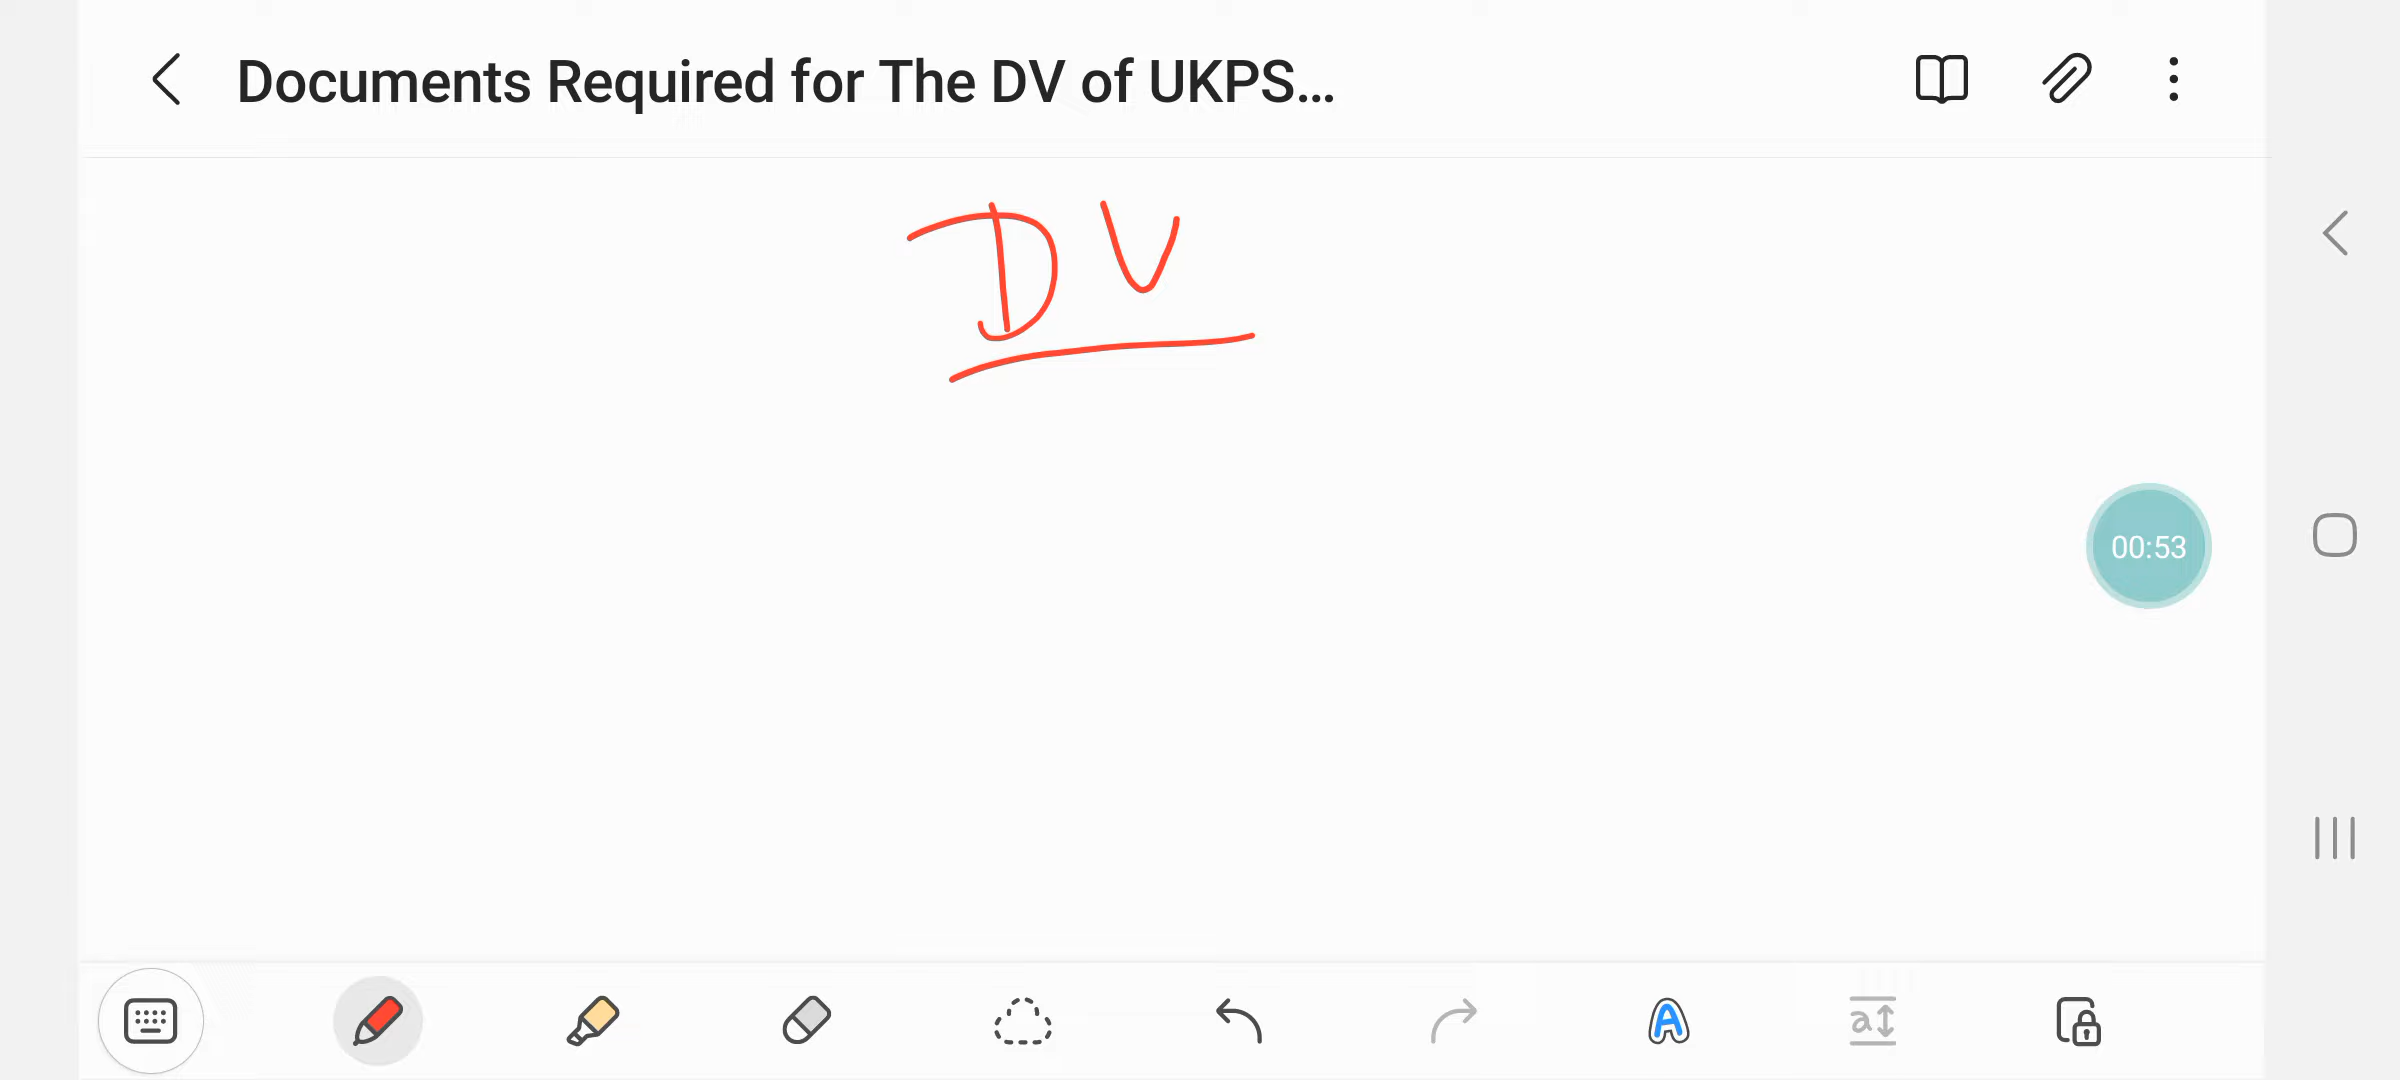 Documents Required for The DV of UKPS...
DV
00:53